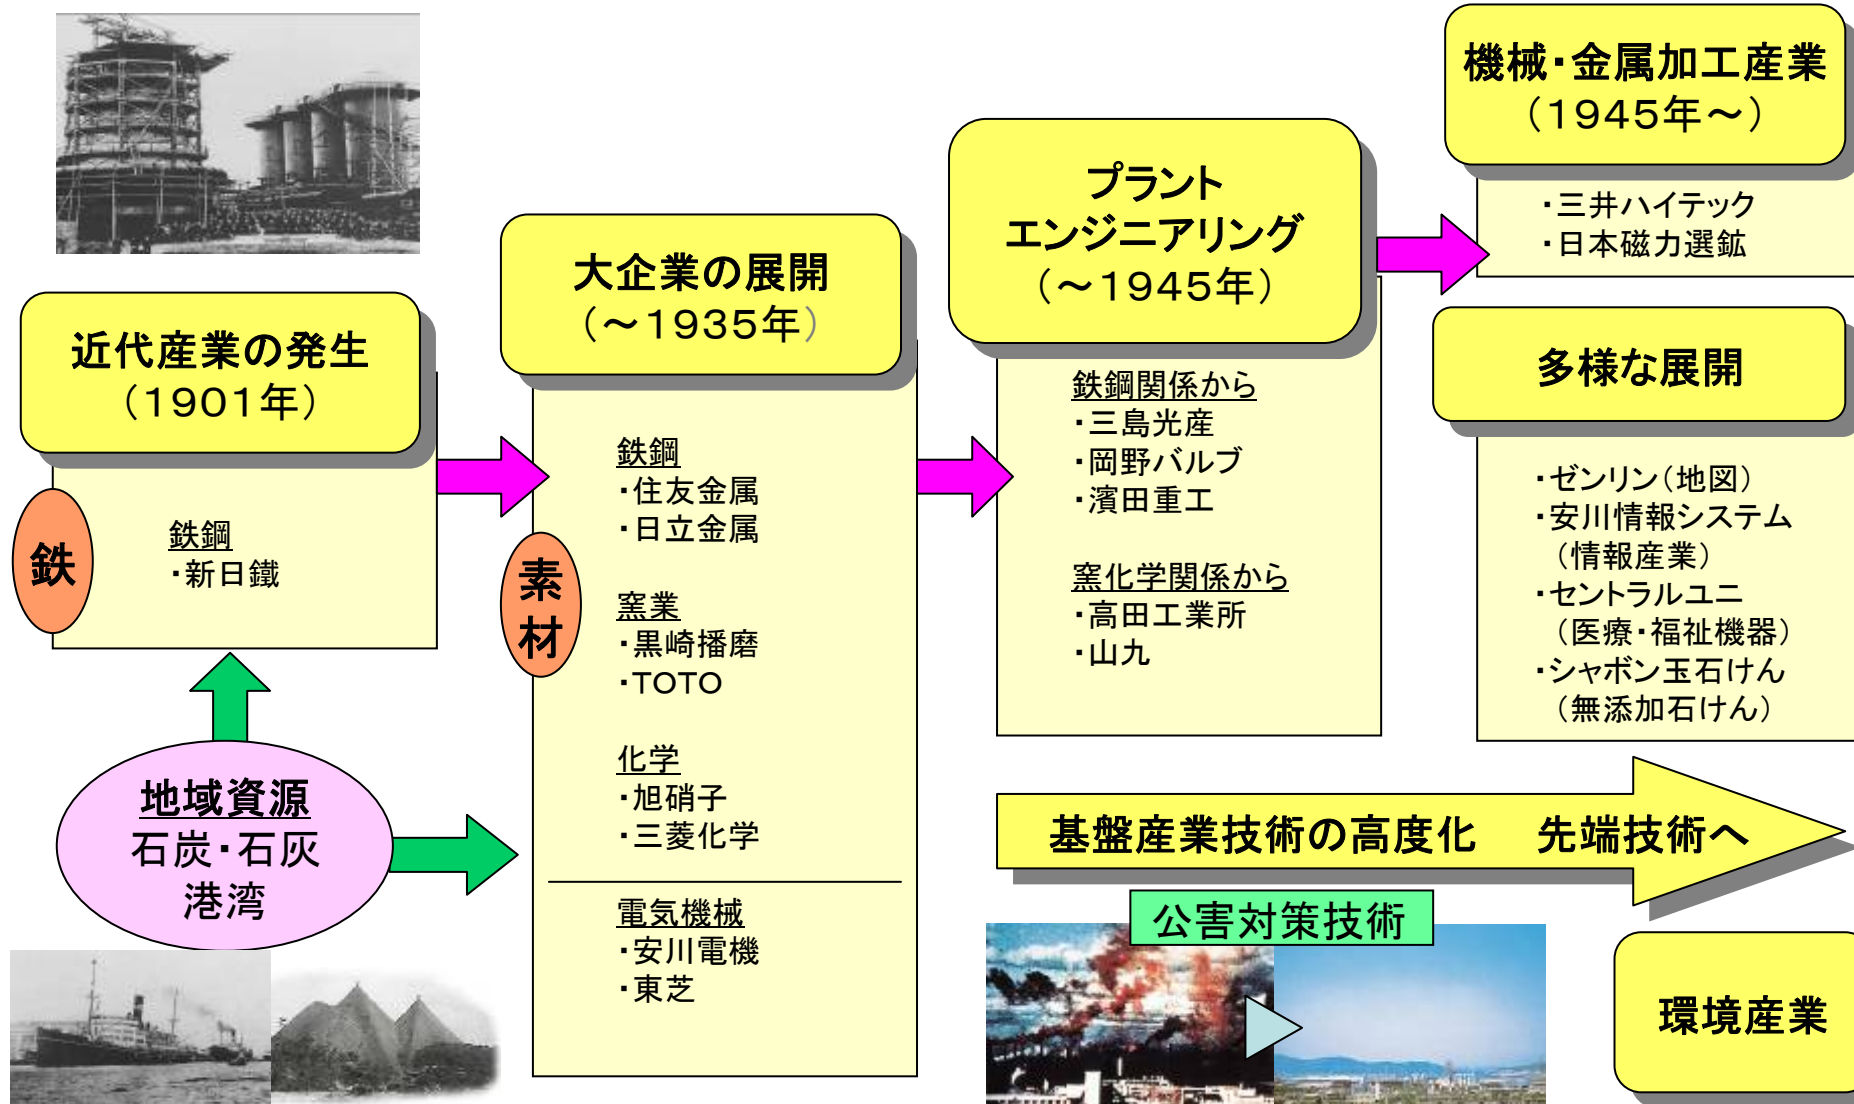 近代産業の発生
（1901年）
鉄
鉄鋼
・新日鐵
地域資源
石炭・石灰
港湾
大企業の展開
（～1935年）
素
材
鉄鋼
・住友金属
・日立金属
窯業
・黒崎播磨
・TOTO
化学
・旭硝子
・三菱化学
電気機械
・安川電機
・東芝
プラント
エンジニアリング
（～1945年）
鉄鋼関係から
・三島光産
・岡野バルブ
・濱田重工
窯化学関係から
・高田工業所
・山九
機械・金属加工産業
（1945年～）
・三井ハイテック
・日本磁力選鉱
多様な展開
・ゼンリン（地図）
・安川情報システム
（情報産業）
・セントラルユニ
（医療・福祉機器）
・シャボン玉石けん
（無添加石けん）
基盤産業技術の高度化　先端技術へ
公害対策技術
環境産業